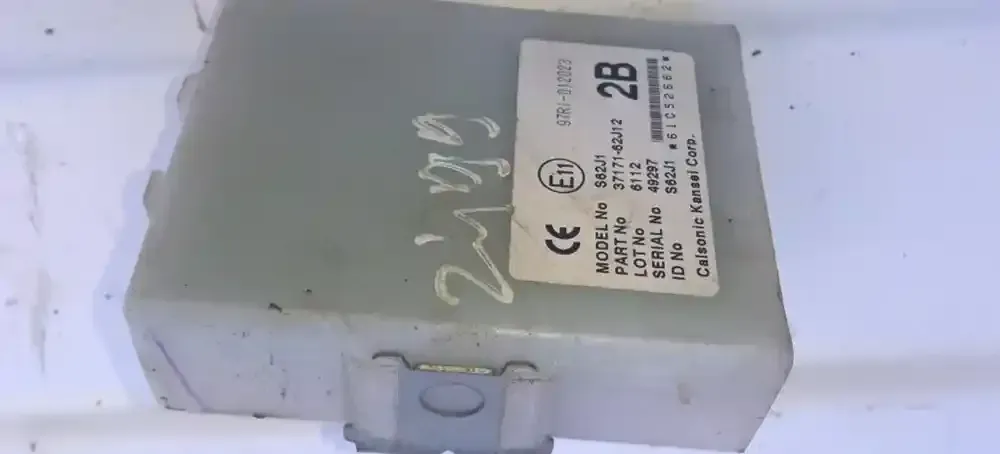 97RI-012023
2B
CE
E11
MODEL No S62J1
PART No 37171-62J12
LOT No 6112
SERIAL No 49297
ID No S62J1 *61C52662*
Calsonic Kansei Corp.